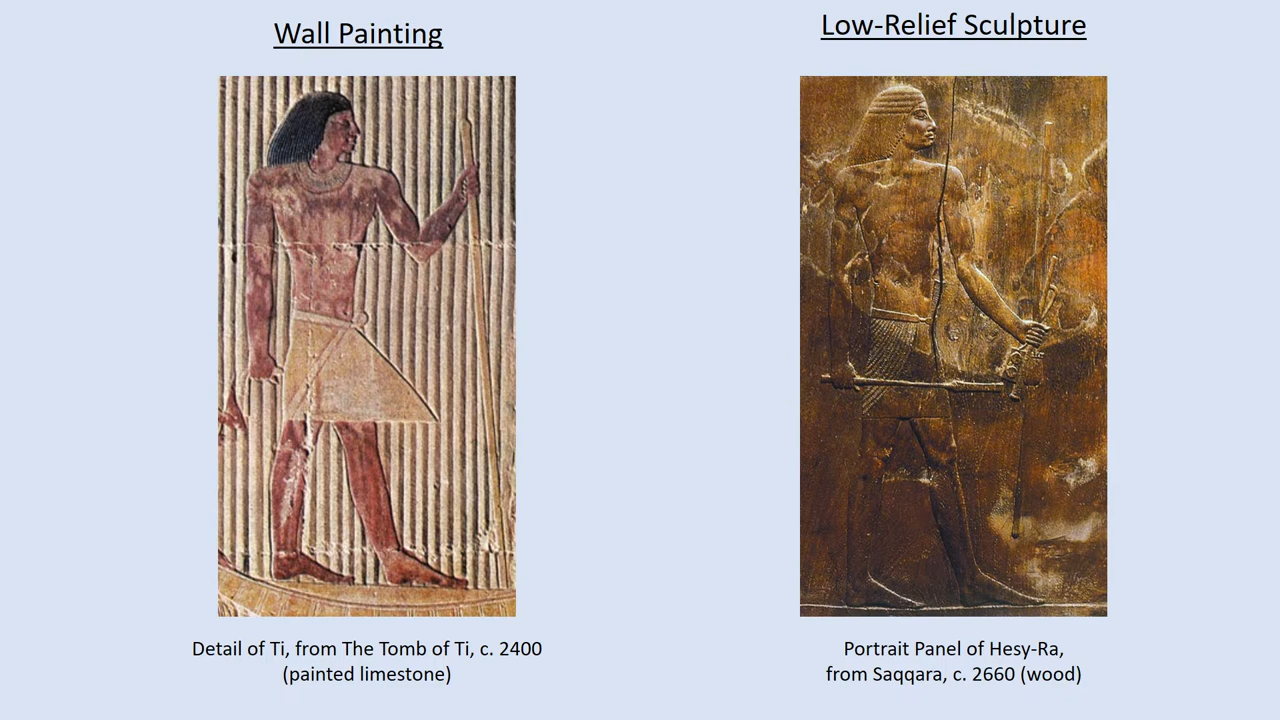 Wall Painting
Low-Relief Sculpture
Detail of Ti, from The Tomb of Ti, c. 2400
(painted limestone)
Portrait Panel of Hesy-Ra,
from Saqqara, c. 2660 (wood)